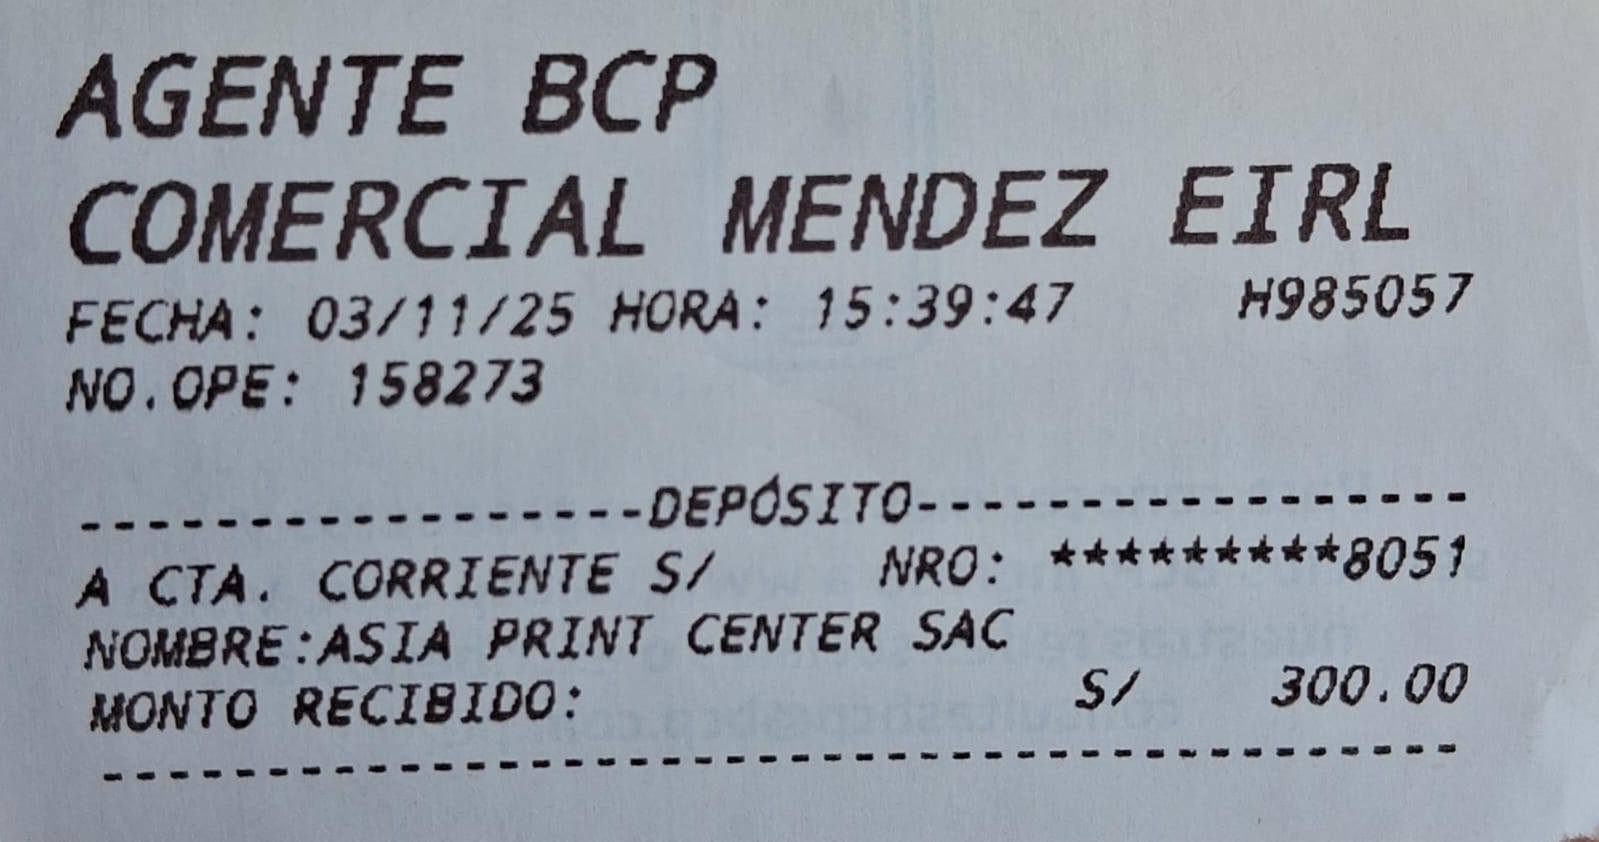 AGENTE BCP
COMERCIAL MENDEZ EIRL
FECHA: 03/11/25 HORA: 15:39:47 H985057
NO.OPE: 158273
------------------DEPÓSITO-----------------
A CTA. CORRIENTE S/ NRO: *********8051
NOMBRE:ASIA PRINT CENTER SAC
MONTO RECIBIDO: S/ 300.00
-------------------------------------------